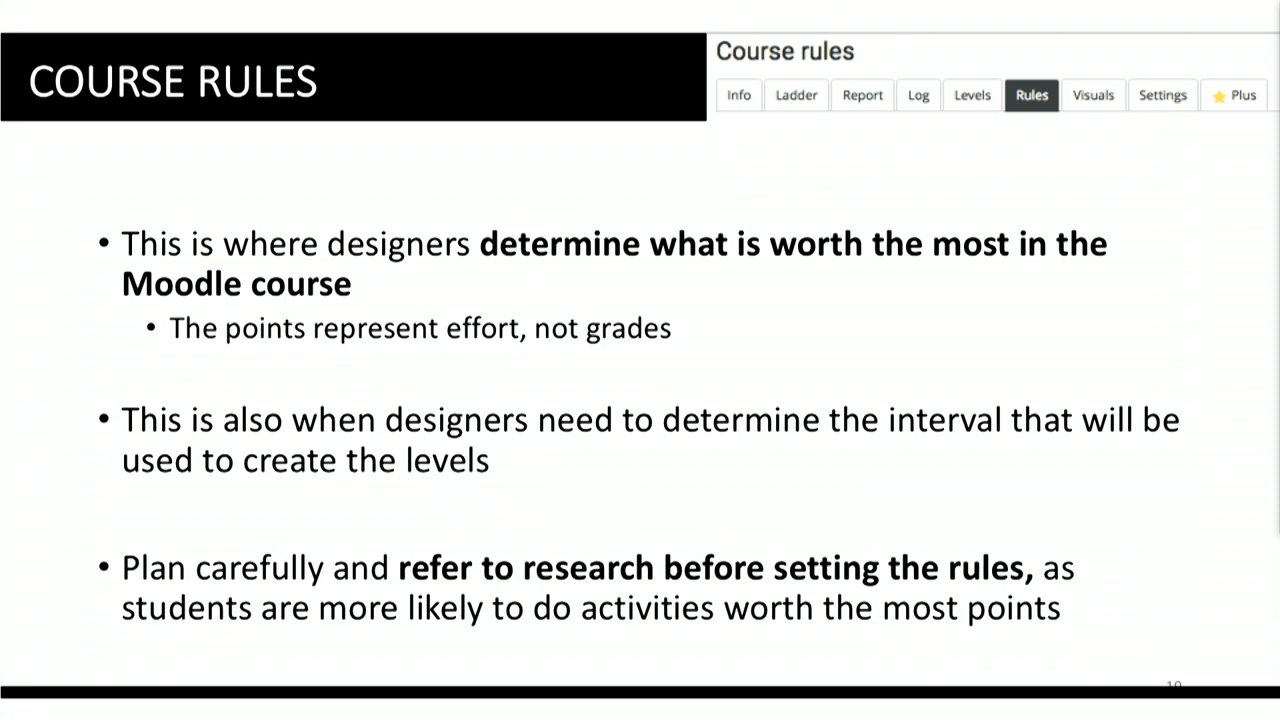 COURSE RULES
Course rules
Info Ladder Report Log Levels Rules Visuals Settings Plus
• This is where designers determine what is worth the most in the
Moodle course
• The points represent effort, not grades
• This is also when designers need to determine the interval that will be
used to create the levels
• Plan carefully and refer to research before setting the rules, as
students are more likely to do activities worth the most points